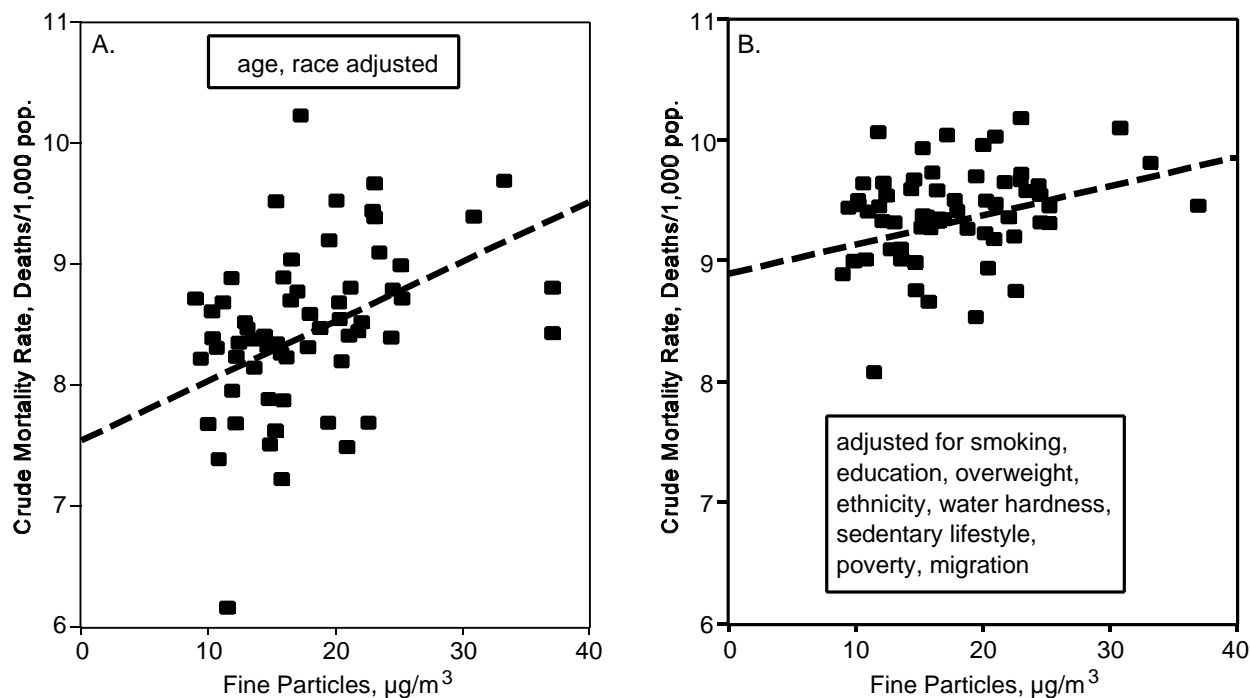 A.
age, race adjusted
Crude Mortality Rate, Deaths/1,000 pop.
11
10
9
8
7
6
0
10
20
30
40
Fine Particles, µg/m³
B.
Crude Mortality Rate, Deaths/1,000 pop.
11
10
9
8
7
6
adjusted for smoking,
education, overweight,
ethnicity, water hardness,
sedentary lifestyle,
poverty, migration
0
10
20
30
40
Fine Particles, µg/m³